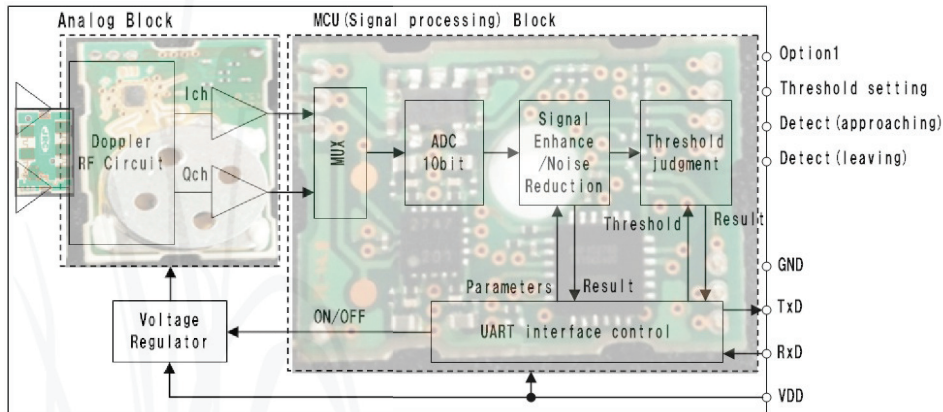 Analog Block
MCU(Signal processing) Block
Option1
Threshold setting
Detect(approaching)
Detect(leaving)
GND
TxD
RxD
VDD
Ich
Qch
Doppler
RF Circuit
MUX
ADC
10bit
Signal
Enhance
/Noise
Reduction
Threshold
judgment
Threshold
Result
Parameters
Result
ON/OFF
Voltage
Regulator
UART interface control